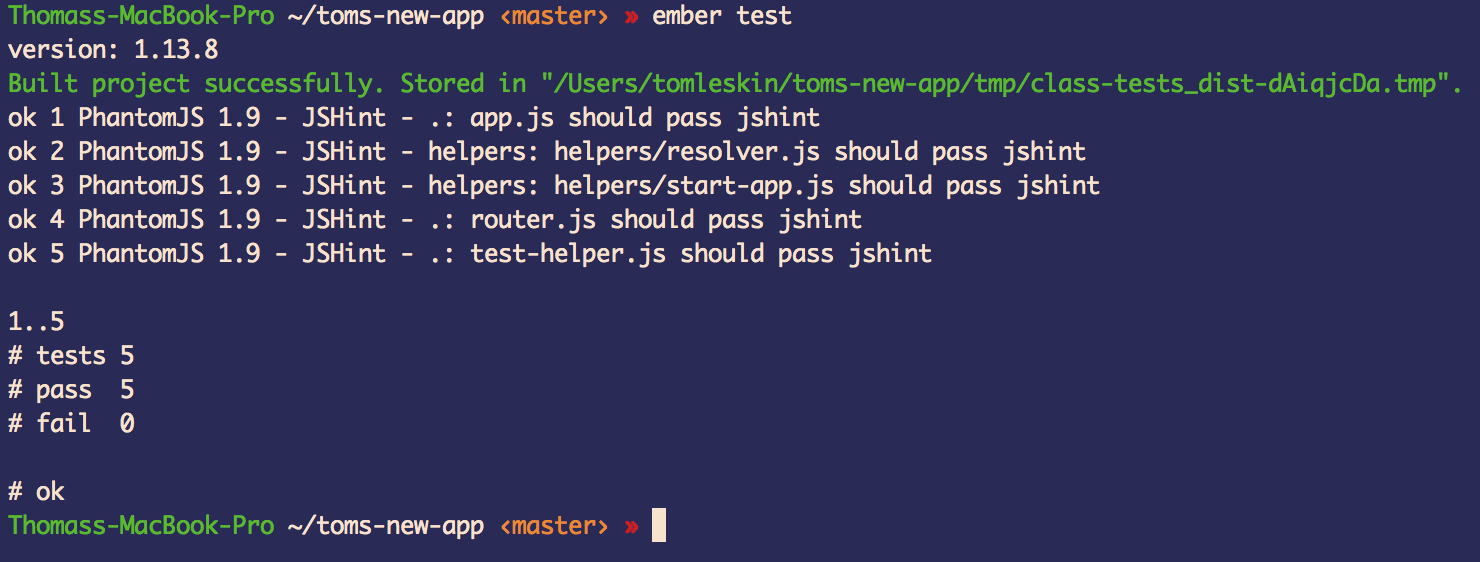 Thomass-MacBook-Pro ~/toms-new-app <master> » ember test
version: 1.13.8
Built project successfully. Stored in "/Users/tomleskin/toms-new-app/tmp/class-tests_dist-dAiqjcDa.tmp".
ok 1 PhantomJS 1.9 - JSHint - .: app.js should pass jshint
ok 2 PhantomJS 1.9 - JSHint - helpers: helpers/resolver.js should pass jshint
ok 3 PhantomJS 1.9 - JSHint - helpers: helpers/start-app.js should pass jshint
ok 4 PhantomJS 1.9 - JSHint - .: router.js should pass jshint
ok 5 PhantomJS 1.9 - JSHint - .: test-helper.js should pass jshint
1..5
# tests 5
# pass  5
# fail  0
# ok
Thomass-MacBook-Pro ~/toms-new-app <master> »